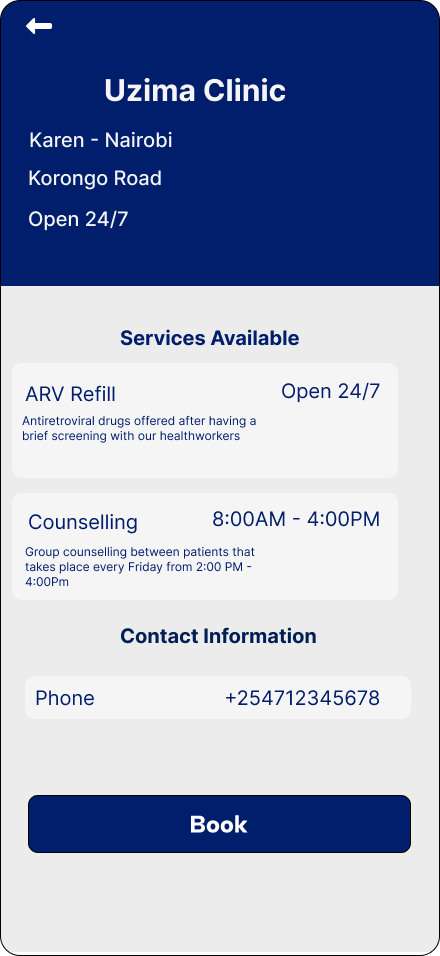 Uzima Clinic
Karen - Nairobi
Korongo Road
Open 24/7
Services Available
ARV Refill
Open 24/7
Antiretroviral drugs offered after having a
brief screening with our healthworkers
Counselling
8:00AM - 4:00PM
Group counselling between patients that
takes place every Friday from 2:00 PM -
4:00Pm
Contact Information
Phone
+254712345678
Book